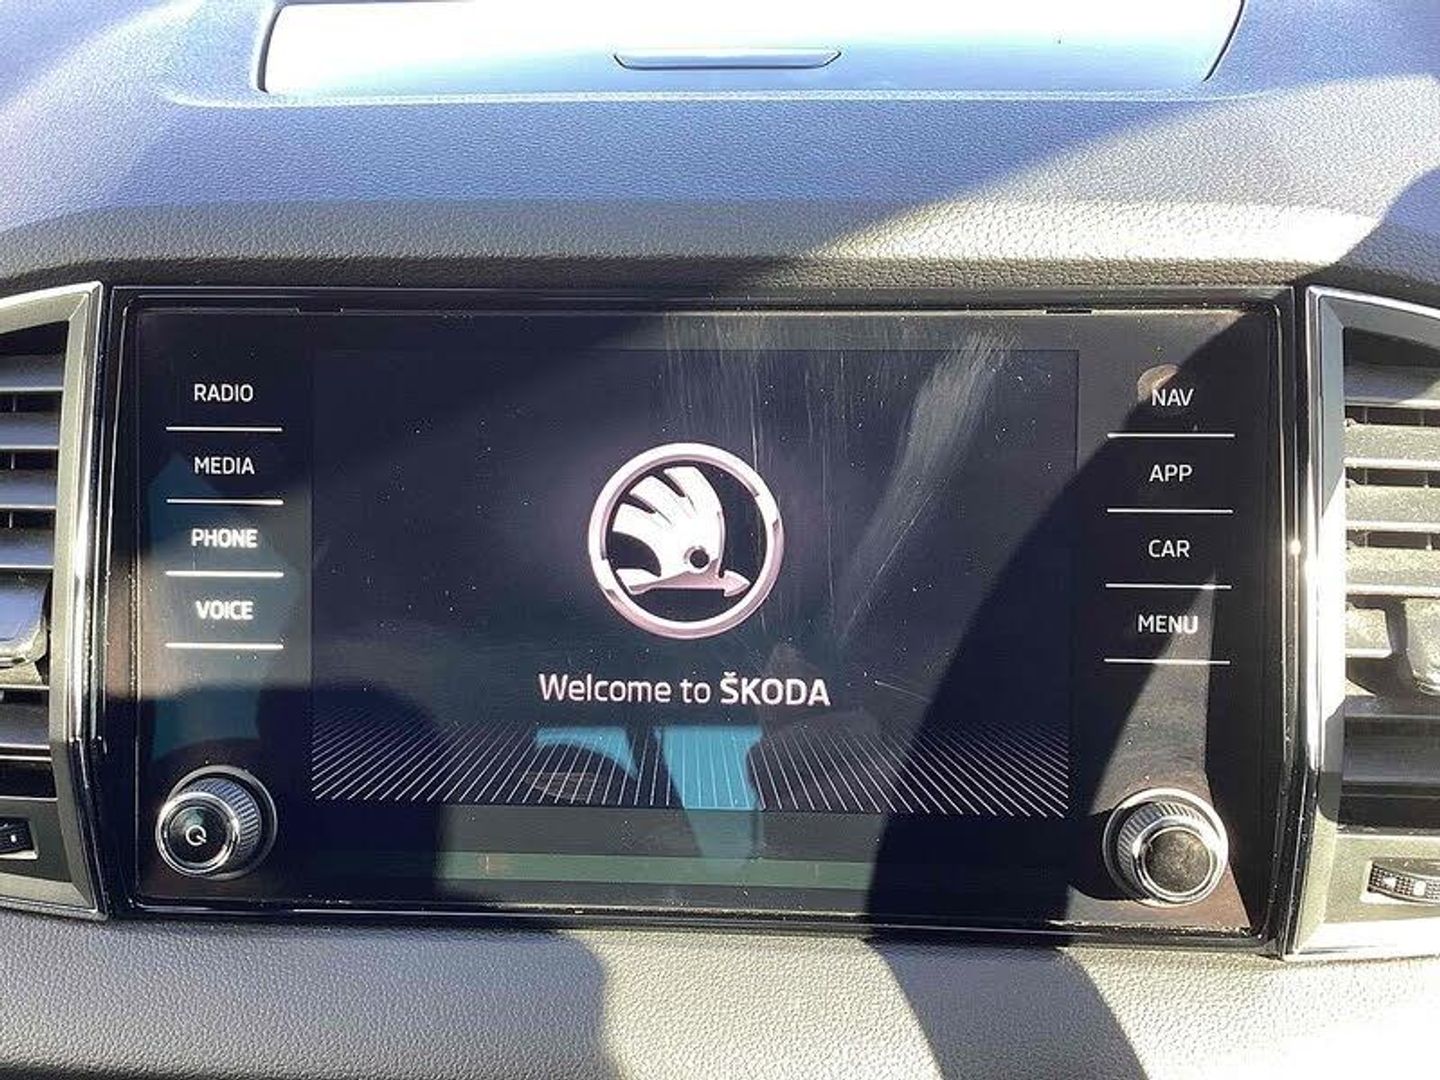 RADIO
MEDIA
PHONE
VOICE
Welcome to ŠKODA
NAV
APP
CAR
MENU